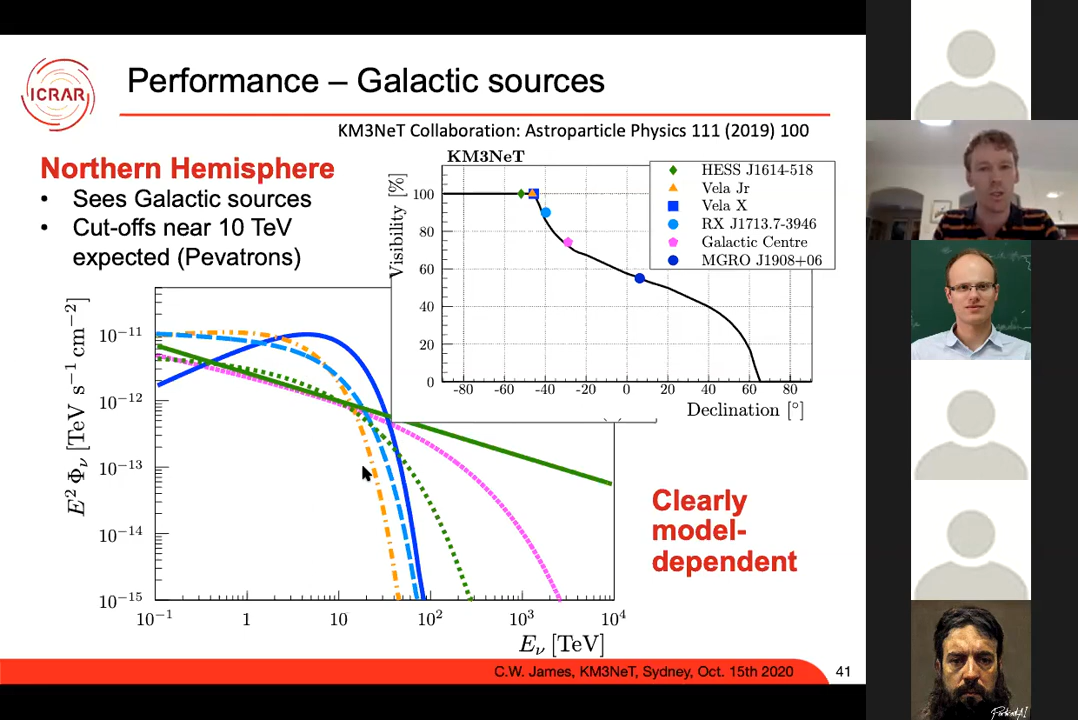 ICRAR
Performance – Galactic sources
KM3NeT Collaboration: Astroparticle Physics 111 (2019) 100
Northern Hemisphere
• Sees Galactic sources
• Cut-offs near 10 TeV
expected (Pevatrons)
KM3NeT
Visibility [%]
100
80
60
40
20
0
-80 -60 -40 -20 0 20 40 60 80
Declination [°]
HESS J1614-518
Vela Jr
Vela X
RX J1713.7-3946
Galactic Centre
MGRO J1908+06
E² Φν [TeV s⁻¹ cm⁻²]
10⁻¹¹
10⁻¹²
10⁻¹³
10⁻¹⁴
10⁻¹⁵
10⁻¹ 1 10 10² 10³ 10⁴
Eν [TeV]
Clearly
model-
dependent
C.W. James, KM3NeT, Sydney, Oct. 15th 2020
41